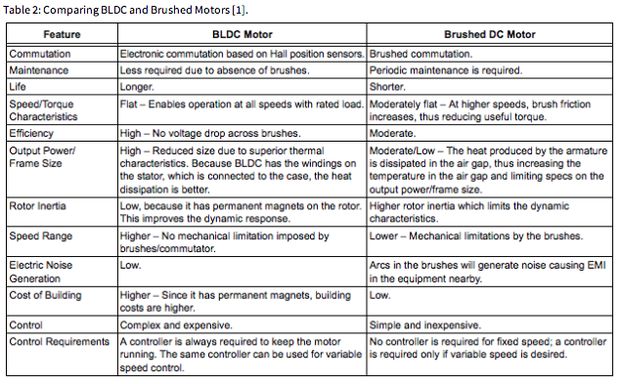 Table 2: Comparing BLDC and Brushed Motors [1].
Feature BLDC Motor Brushed DC Motor
Commutation Electronic commutation based on Hall position sensors. Brushed commutation.
Maintenance Less required due to absence of brushes. Periodic maintenance is required.
Life Longer. Shorter.
Speed/Torque Flat – Enables operation at all speeds with rated load. Moderately flat – At higher speeds, brush friction
Characteristics increases, thus reducing useful torque.
Efficiency High – No voltage drop across brushes. Moderate.
Output Power/ High – Reduced size due to superior thermal Moderate/Low – The heat produced by the armature
Frame Size characteristics. Because BLDC has the windings on is dissipated in the air gap, thus increasing the
the stator, which is connected to the case, the heat temperature in the air gap and limiting specs on the
dissipation is better. output power/frame size.
Rotor Inertia Low, because it has permanent magnets on the rotor. Higher rotor inertia which limits the dynamic
This improves the dynamic response. characteristics.
Speed Range Higher – No mechanical limitation imposed by Lower – Mechanical limitations by the brushes.
brushes/commutator.
Electric Noise Low. Arcs in the brushes will generate noise causing EMI
Generation in the equipment nearby.
Cost of Building Higher – Since it has permanent magnets, building Low.
costs are higher.
Control Complex and expensive. Simple and inexpensive.
Control Requirements A controller is always required to keep the motor No controller is required for fixed speed; a controller
running. The same controller can be used for variable is required only if variable speed is desired.
speed control.